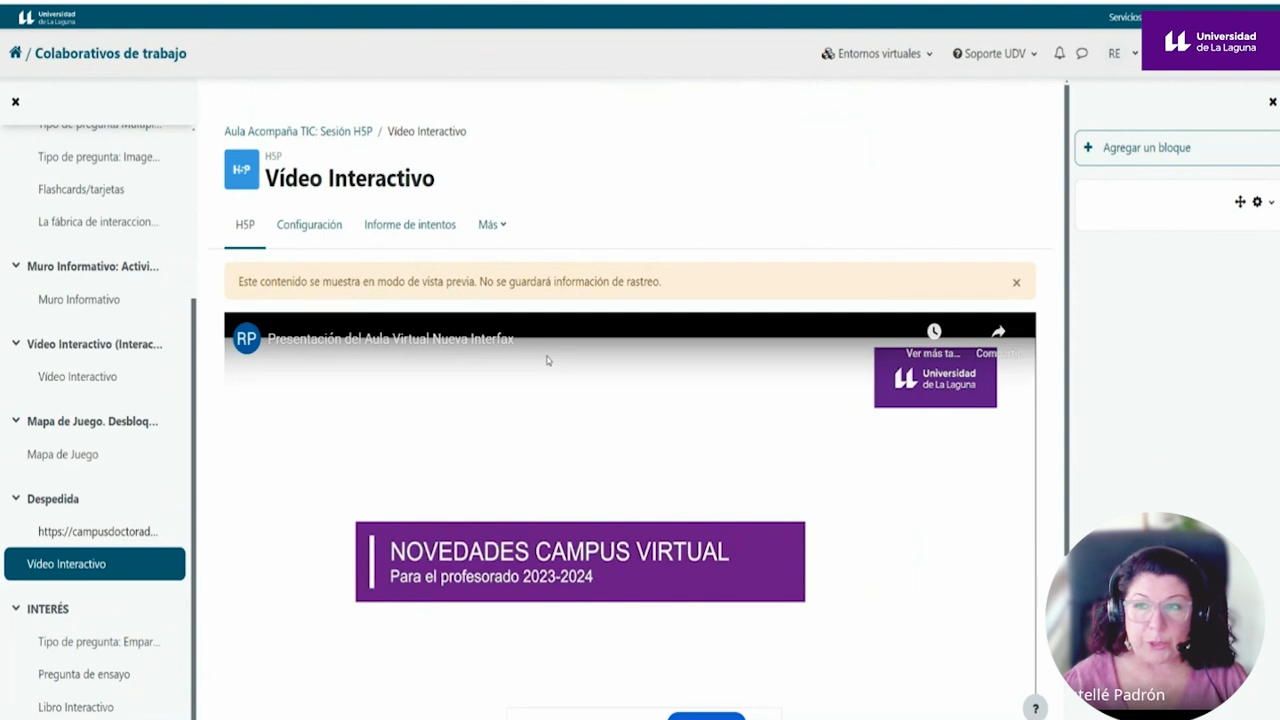 Universidad
de La Laguna
Servicios
Universidad
de La Laguna
/ Colaborativos de trabajo
Entornos virtuales
Soporte UDV
RE
Tipo de pregunta: Image...
Flashcards/tarjetas
La fábrica de interaccion...
Muro Informativo: Activi...
Muro Informativo
Vídeo Interactivo (Interac...
Vídeo Interactivo
Mapa de Juego. Desbloq...
Mapa de Juego
Despedida
https://campusdoctorad...
Vídeo Interactivo
INTERÉS
Tipo de pregunta: Empar...
Pregunta de ensayo
Libro Interactivo
Aula Acompaña TIC: Sesión H5P / Vídeo Interactivo
H-P
H5P
Vídeo Interactivo
H5P
Configuración
Informe de intentos
Más
Este contenido se muestra en modo de vista previa. No se guardará información de rastreo.
RP
Presentación del Aula Virtual Nueva Interfax
Ver más ta...
Universidad
de La Laguna
NOVEDADES CAMPUS VIRTUAL
Para el profesorado 2023-2024
Agregar un bloque
?
tellé Padrón